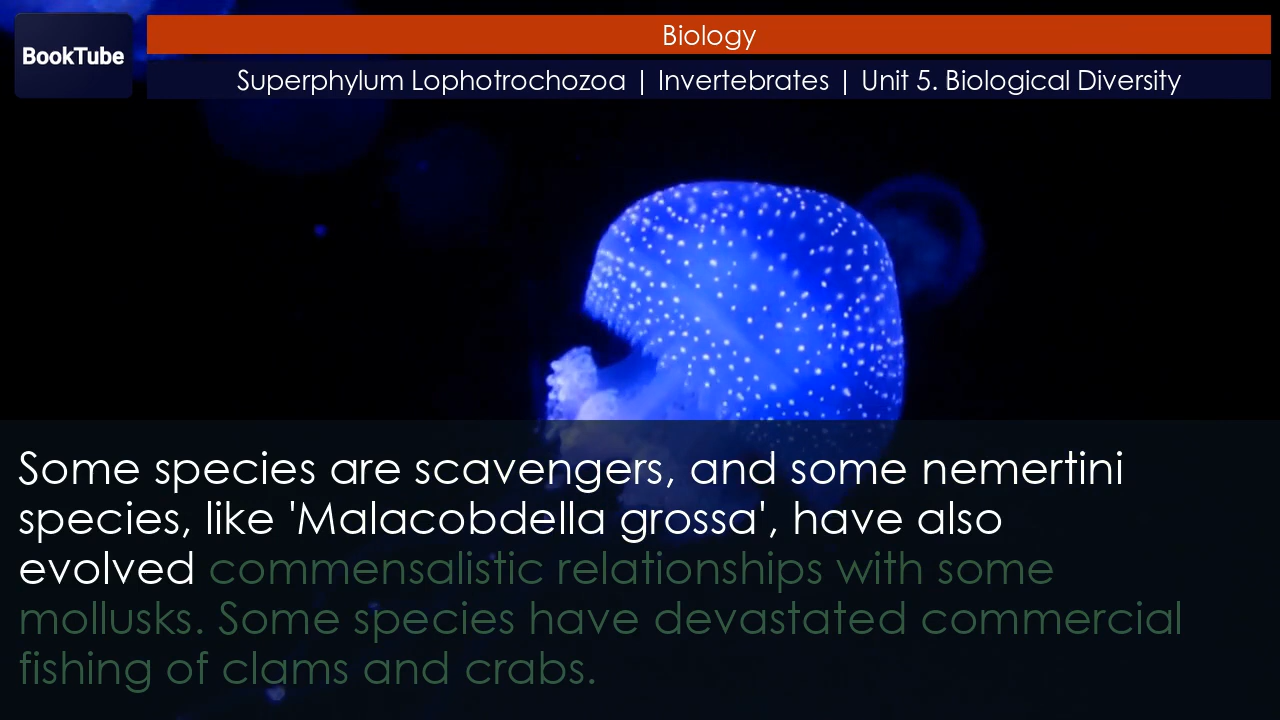 BookTube
Biology
Superphylum Lophotrochozoa | Invertebrates | Unit 5. Biological Diversity
Some species are scavengers, and some nemertini
species, like 'Malacobdella grossa', have also
evolved commensalistic relationships with some
mollusks. Some species have devastated commercial
fishing of clams and crabs.